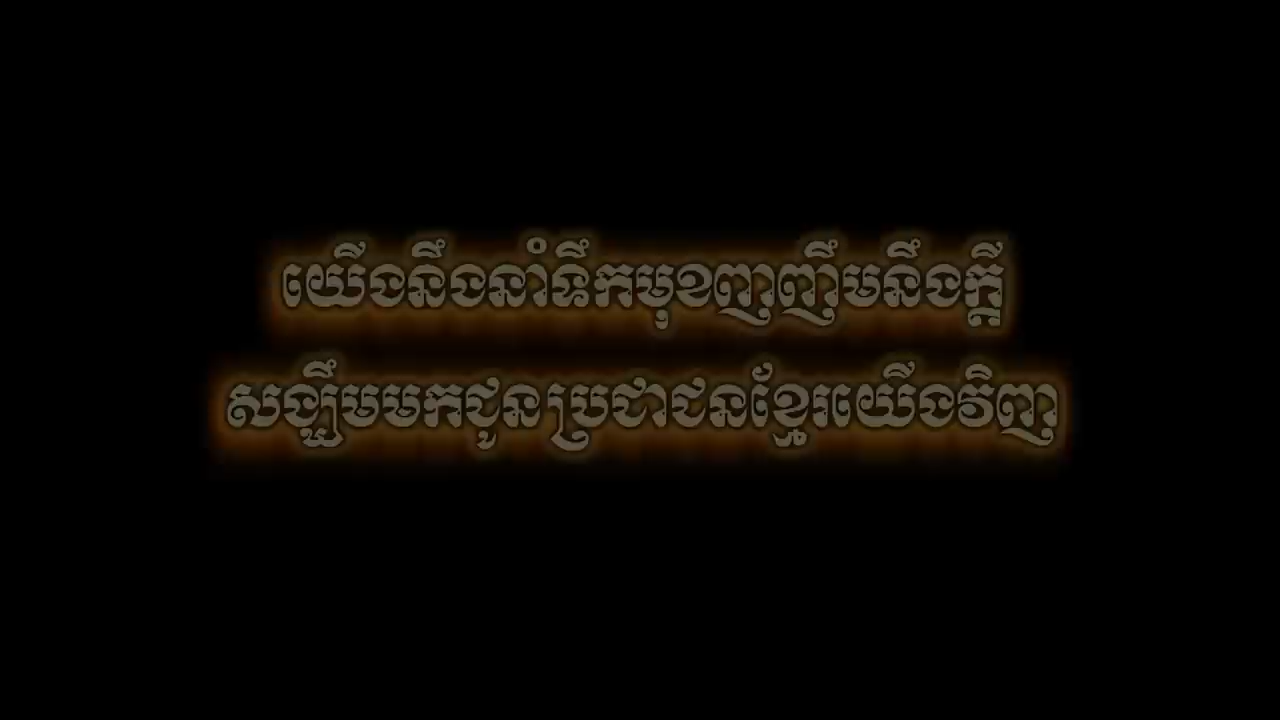 យើងនឹងនាំទឹកមុខញញឹមនឹងក្តី
សង្ឃឹមមកជូនប្រជាជនខ្មែរយើងវិញ